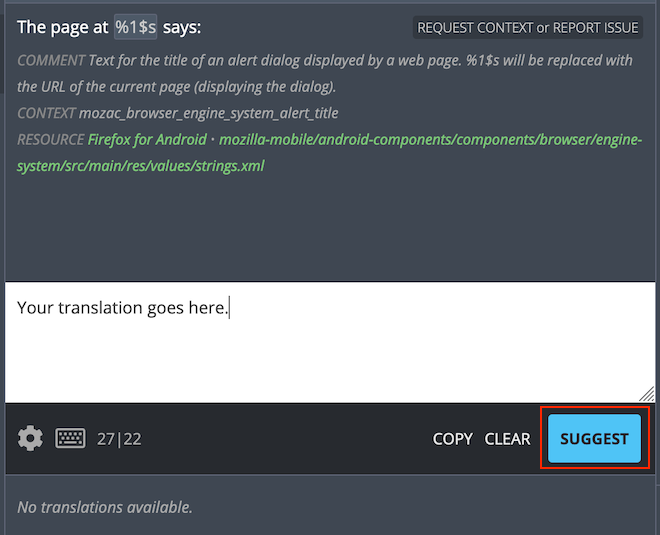 The page at %1$s says:
REQUEST CONTEXT or REPORT ISSUE
COMMENT Text for the title of an alert dialog displayed by a web page. %1$s will be replaced with
the URL of the current page (displaying the dialog).
CONTEXT mozac_browser_engine_system_alert_title
RESOURCE Firefox for Android • mozilla-mobile/android-components/components/browser/engine-
system/src/main/res/values/strings.xml
Your translation goes here.
27|22
COPY CLEAR SUGGEST
No translations available.